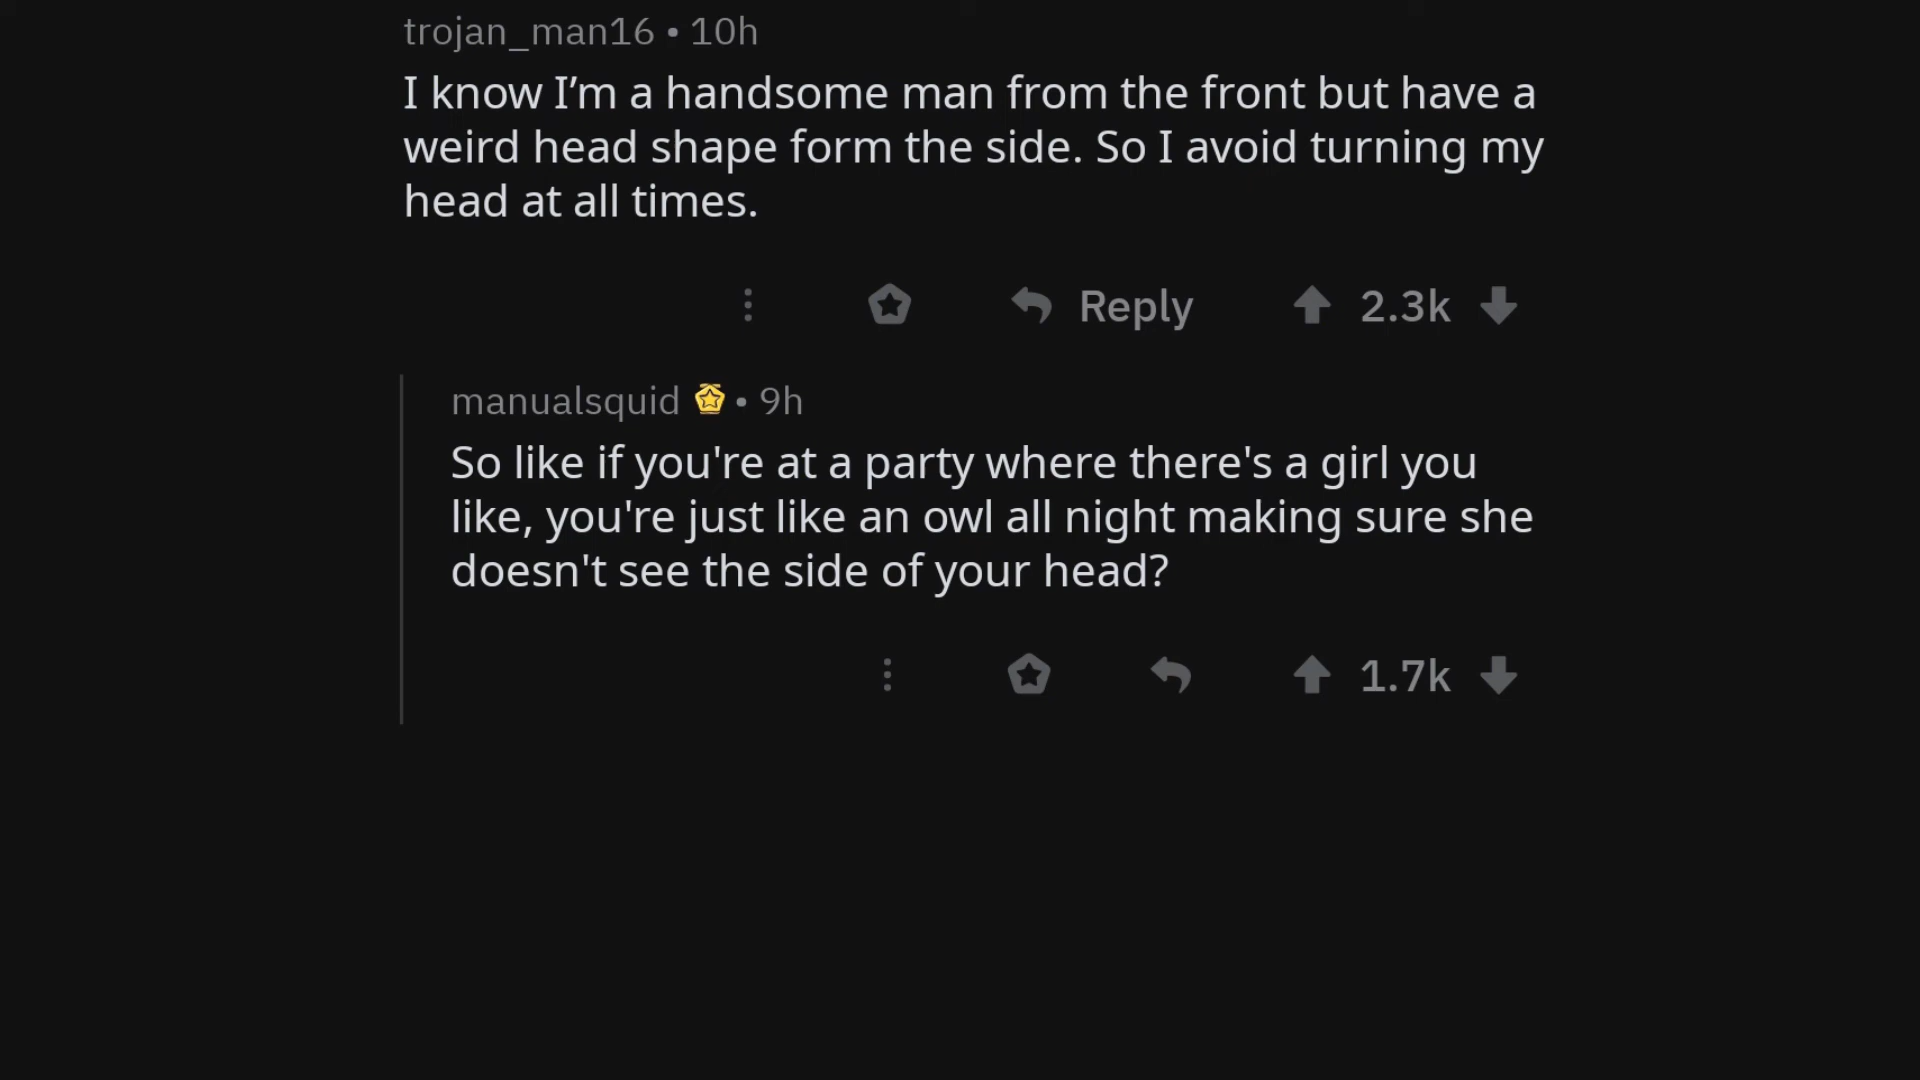 trojan_man16 • 10h
I know I’m a handsome man from the front but have a
weird head shape form the side. So I avoid turning my
head at all times.
Reply 2.3k
manualsquid • 9h
So like if you're at a party where there's a girl you
like, you're just like an owl all night making sure she
doesn't see the side of your head?
1.7k